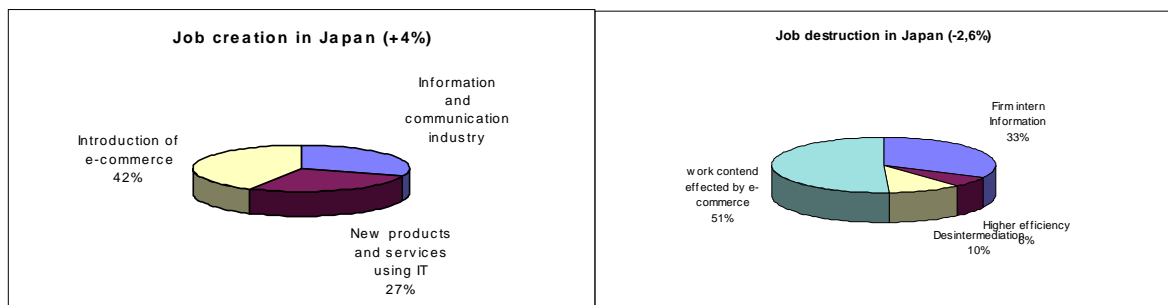 Job creation in Japan (+4%)
Information
and
communication
industry
Introduction of
e-commerce
42%
New products
and services
using IT
27%
Job destruction in Japan (-2,6%)
Firm intern
Information
33%
work contend
effected by e-
commerce
51%
Higher efficiency
6%
Desintermediation
10%